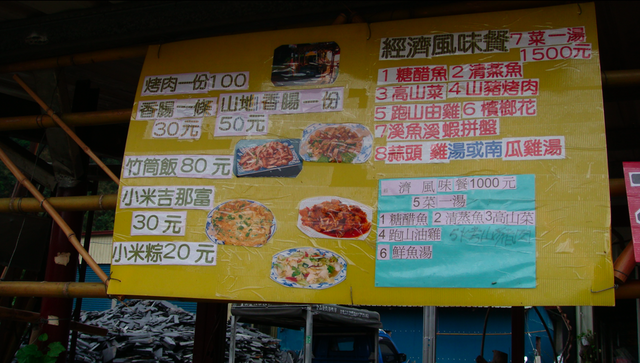 烤肉一份100
香腸一條
30元
山地香腸一份
50元
竹筒飯80元
小米吉那富
30元
小米粽20元
經濟風味餐 7菜一湯
1500元
1 糖醋魚 2 清蒸魚
3 高山菜 4 山豬烤肉
5 跑山由雞 6 檳榔花
7 溪魚溪蝦拼盤
8 蒜頭 雞湯或南瓜雞湯
濟 風味餐1000元
5菜一湯
1 糖醋魚 2 清蒸魚3高山菜
4 跑山油雞
6 鮮魚湯